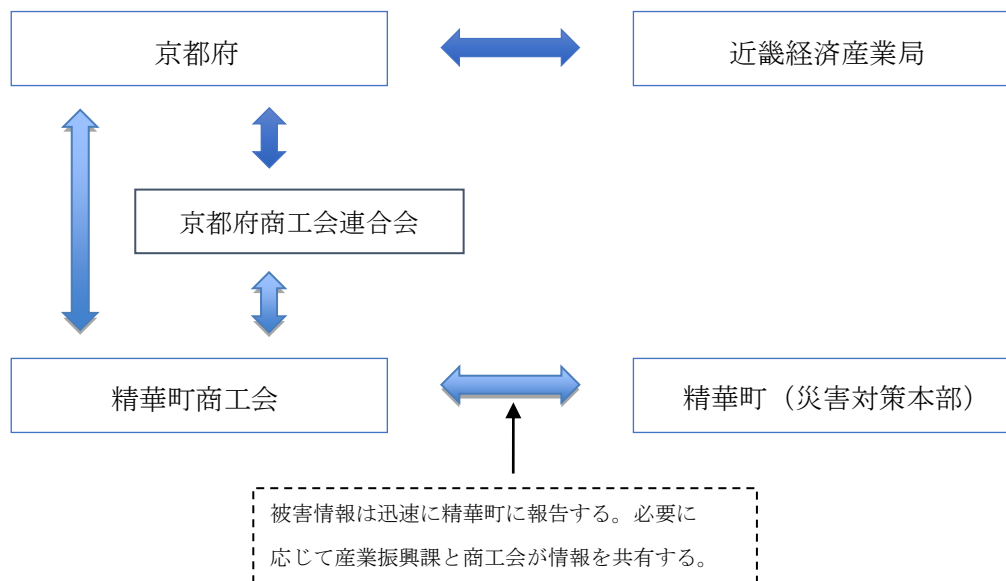 京都府
近畿経済産業局
京都府商工会連合会
精華町商工会
精華町（災害対策本部）
被害情報は迅速に精華町に報告する。必要に
応じて産業振興課と商工会が情報を共有する。